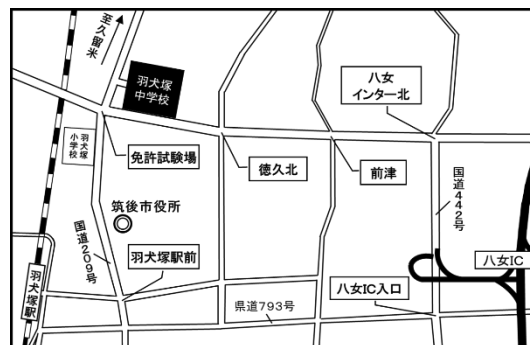 至久留米
羽犬塚
中学校
八女
インター北
羽犬塚
小学校
免許試験場
徳久北
前津
国道442号
筑後市役所
国道209号
羽犬塚駅前
八女IC
羽犬塚駅
八女IC入口
県道793号